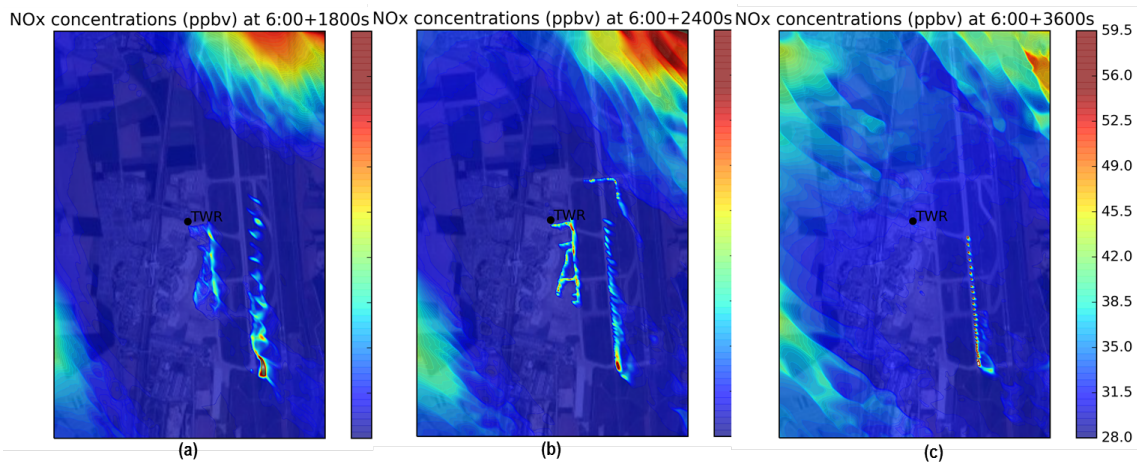 NOx concentrations (ppbv) at 6:00+1800s
NOx concentrations (ppbv) at 6:00+2400s
NOx concentrations (ppbv) at 6:00+3600s
TWR
TWR
TWR
59.5
56.0
52.5
49.0
45.5
42.0
38.5
35.0
31.5
28.0
(a)
(b)
(c)